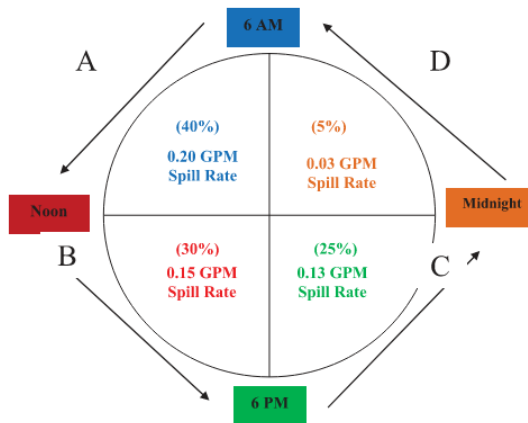 6 AM
A
D
(40%)
0.20 GPM
Spill Rate
(5%)
0.03 GPM
Spill Rate
Noon
Midnight
B
(30%)
0.15 GPM
Spill Rate
(25%)
0.13 GPM
Spill Rate
C
6 PM